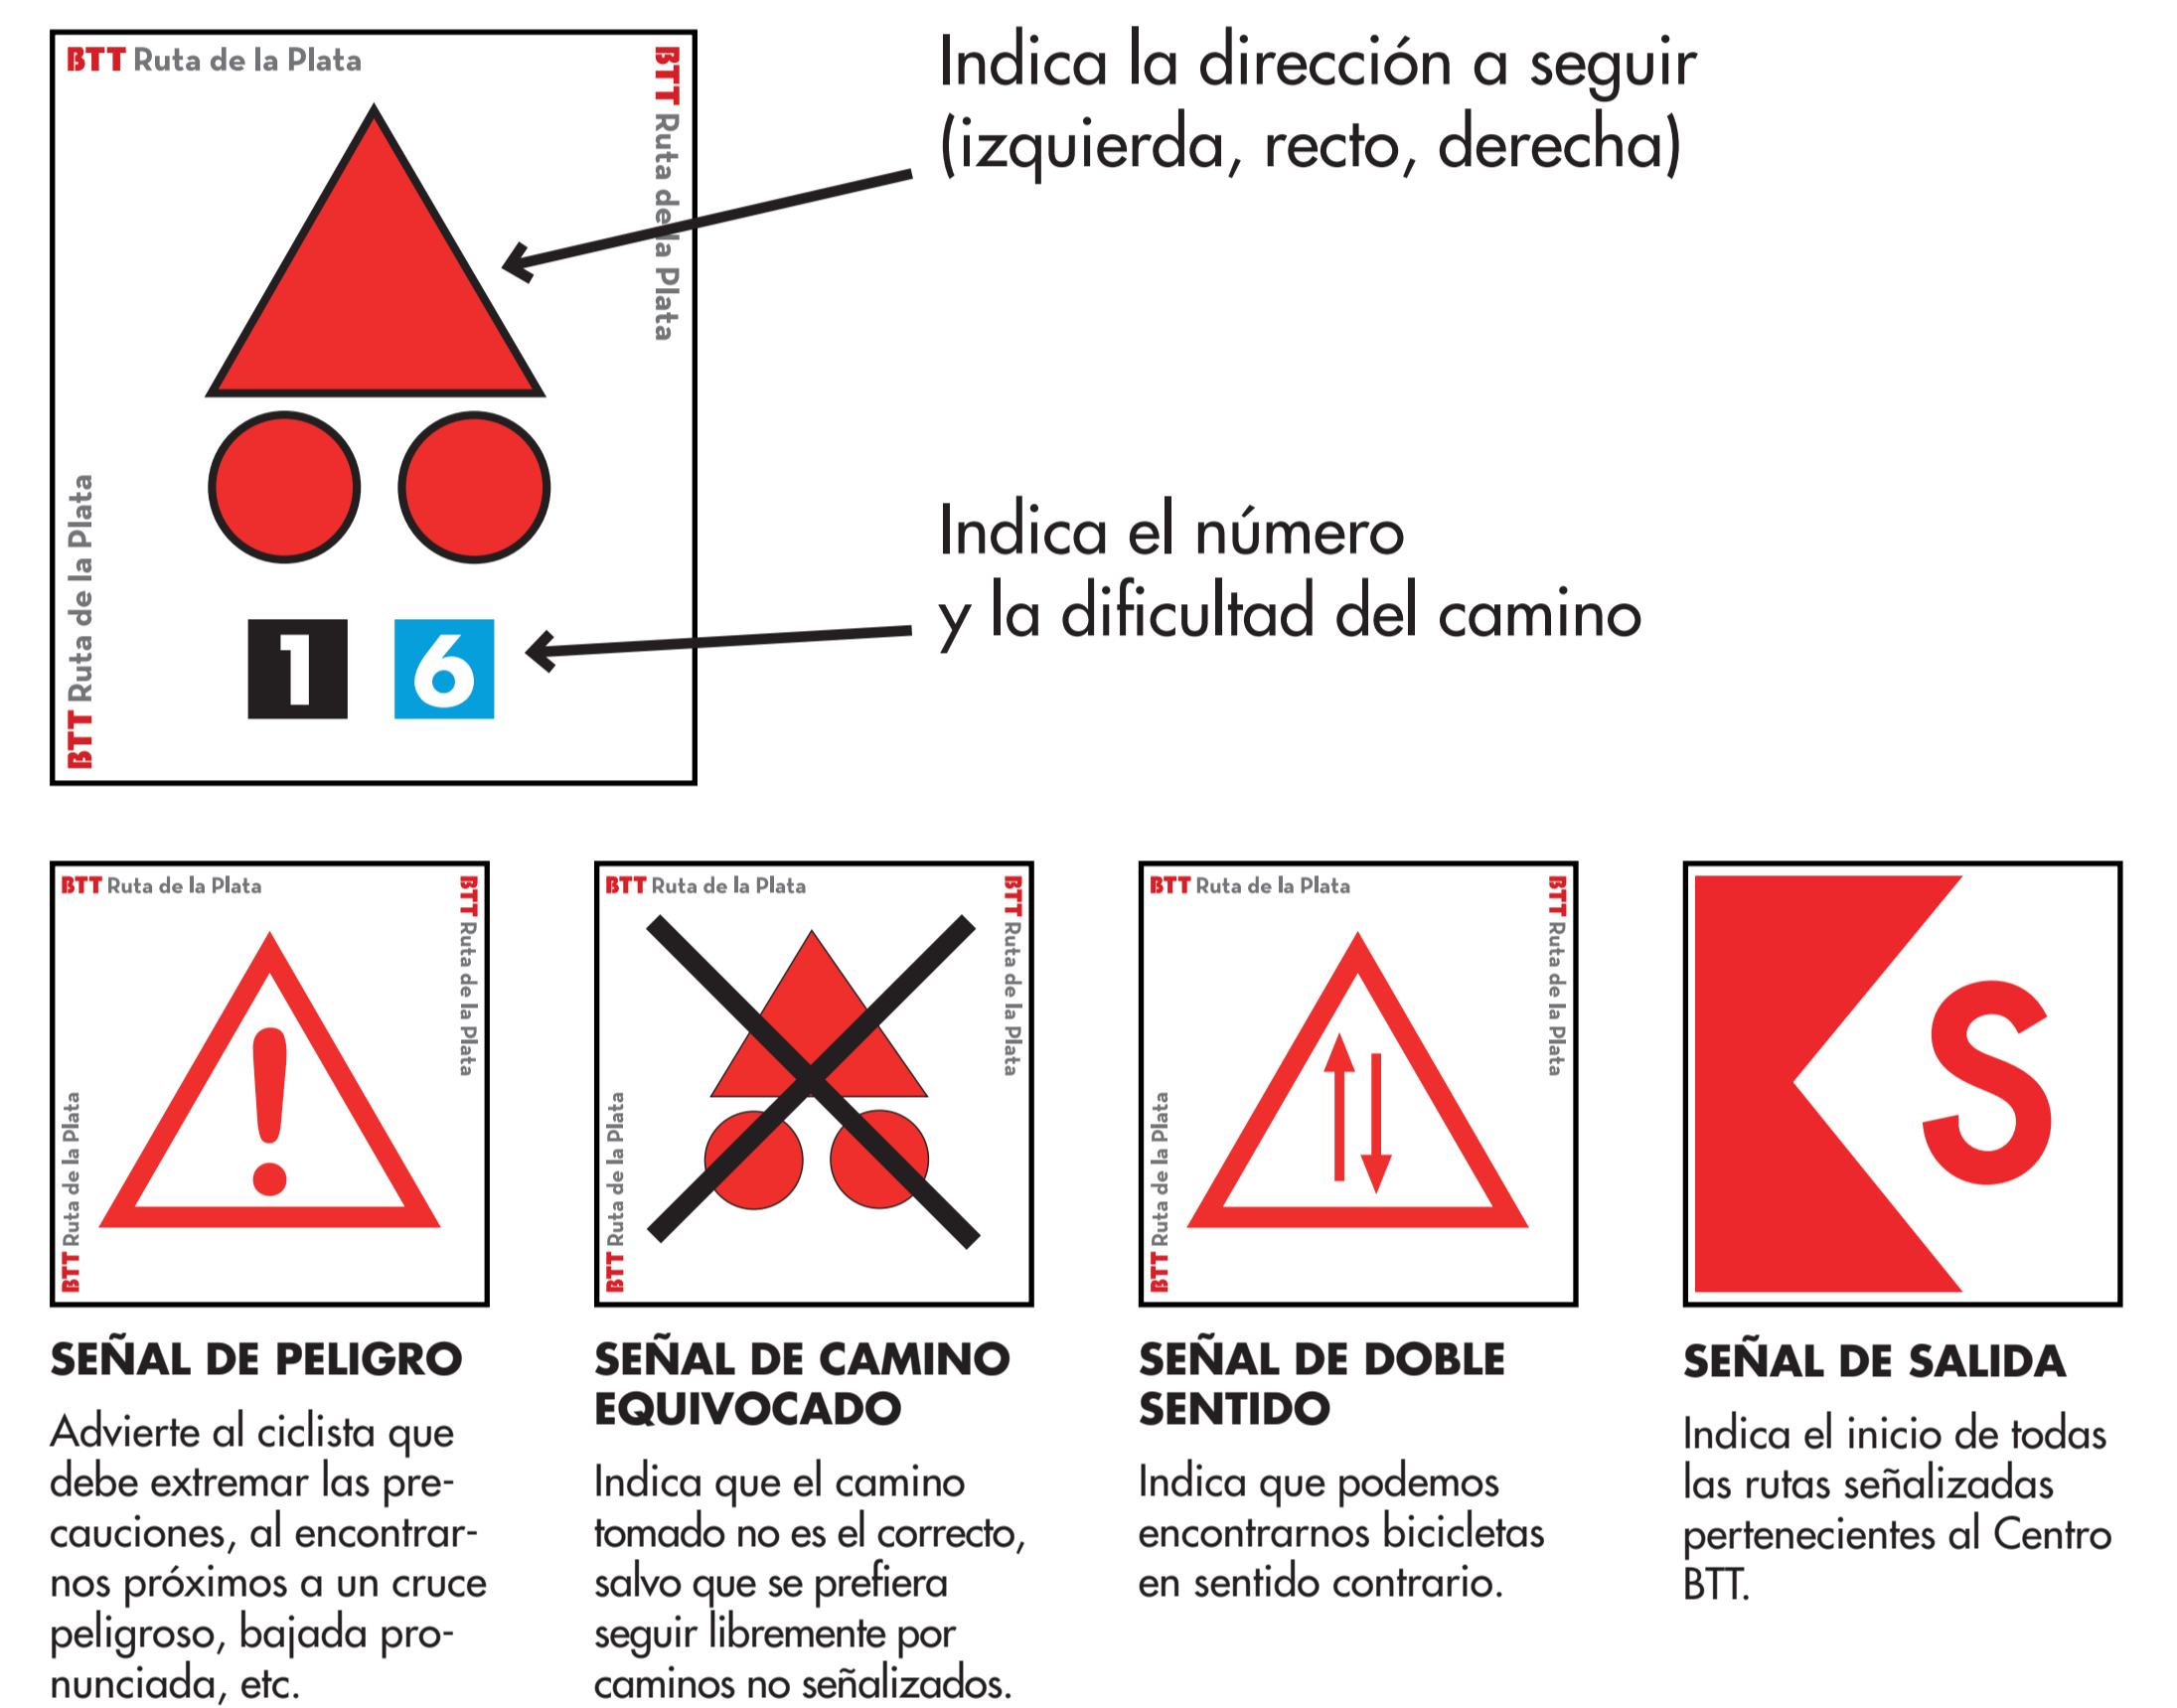 BTT Ruta de la Plata
BTT Ruta de la Plata
BTT Ruta de la Plata
1 6
Indica la dirección a seguir
(izquierda, recto, derecha)
Indica el número
y la dificultad del camino
BTT Ruta de la Plata
BTT Ruta de la Plata
BTT Ruta de la Plata
!
SEÑAL DE PELIGRO
Advierte al ciclista que
debe extremar las pre-
cauciones, al encontrar-
nos próximos a un cruce
peligroso, bajada pro-
nunciada, etc.
BTT Ruta de la Plata
BTT Ruta de la Plata
BTT Ruta de la Plata
SEÑAL DE CAMINO
EQUIVOCADO
Indica que el camino
tomado no es el correcto,
salvo que se prefiera
seguir libremente por
caminos no señalizados.
BTT Ruta de la Plata
BTT Ruta de la Plata
BTT Ruta de la Plata
SEÑAL DE DOBLE
SENTIDO
Indica que podemos
encontrarnos bicicletas
en sentido contrario.
S
SEÑAL DE SALIDA
Indica el inicio de todas
las rutas señalizadas
pertenecientes al Centro
BTT.